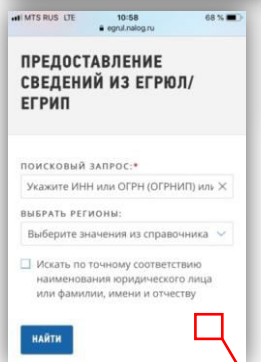 MTS RUS LTE 10:58 68 %
egrul.nalog.ru
ПРЕДОСТАВЛЕНИЕ
СВЕДЕНИЙ ИЗ ЕГРЮЛ/
ЕГРИП
ПОИСКОВЫЙ ЗАПРОС:*
Укажите ИНН или ОГРН (ОГРНИП) или
ВЫБРАТЬ РЕГИОНЫ:
Выберите значения из справочника
Искать по точному соответствию
наименования юридического лица
или фамилии, имени и отчеству
НАЙТИ